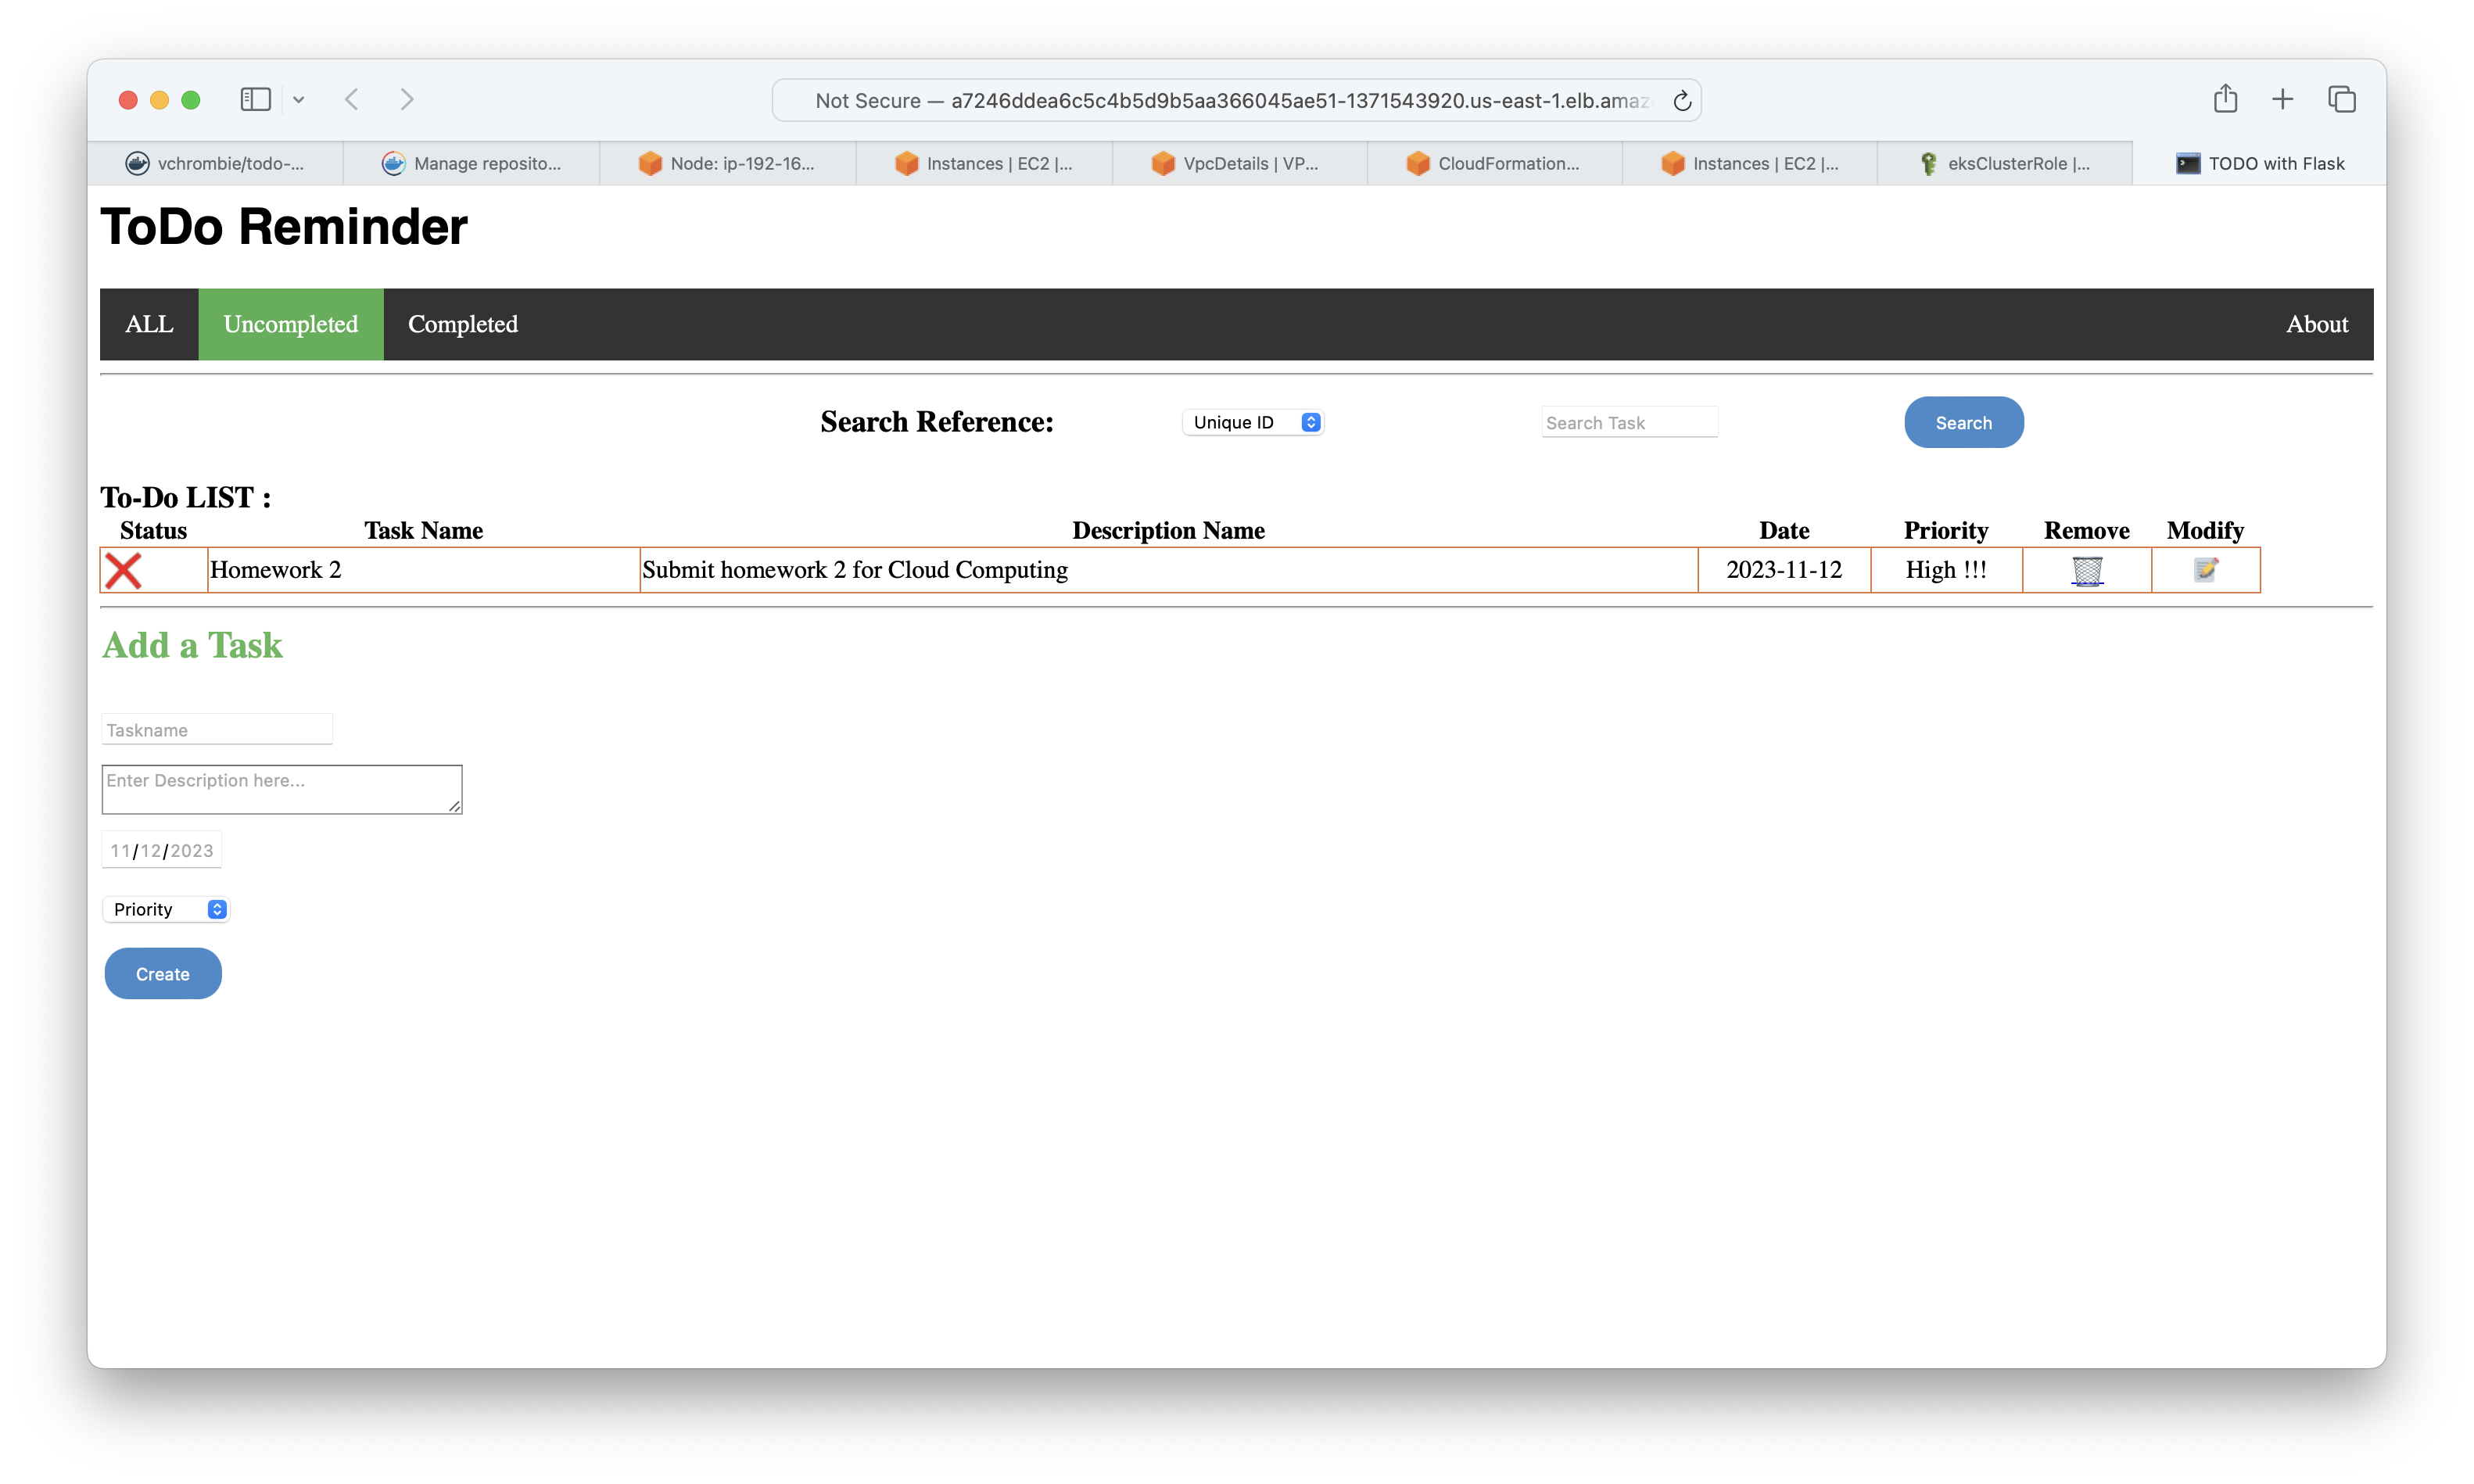 Not Secure — a7246ddea6c5c4b5d9b5aa366045ae51-1371543920.us-east-1.elb.amaz
vchrombie/todo-... Manage reposito... Node: ip-192-16... Instances | EC2 |... VpcDetails | VP... CloudFormation... Instances | EC2 |... eksClusterRole |... TODO with Flask
ToDo Reminder
ALL Uncompleted Completed About
Search Reference: Unique ID Search Task Search
To-Do LIST :
Status Task Name Description Name Date Priority Remove Modify
Homework 2 Submit homework 2 for Cloud Computing 2023-11-12 High !!!
Add a Task
Taskname
Enter Description here...
11/12/2023
Priority
Create